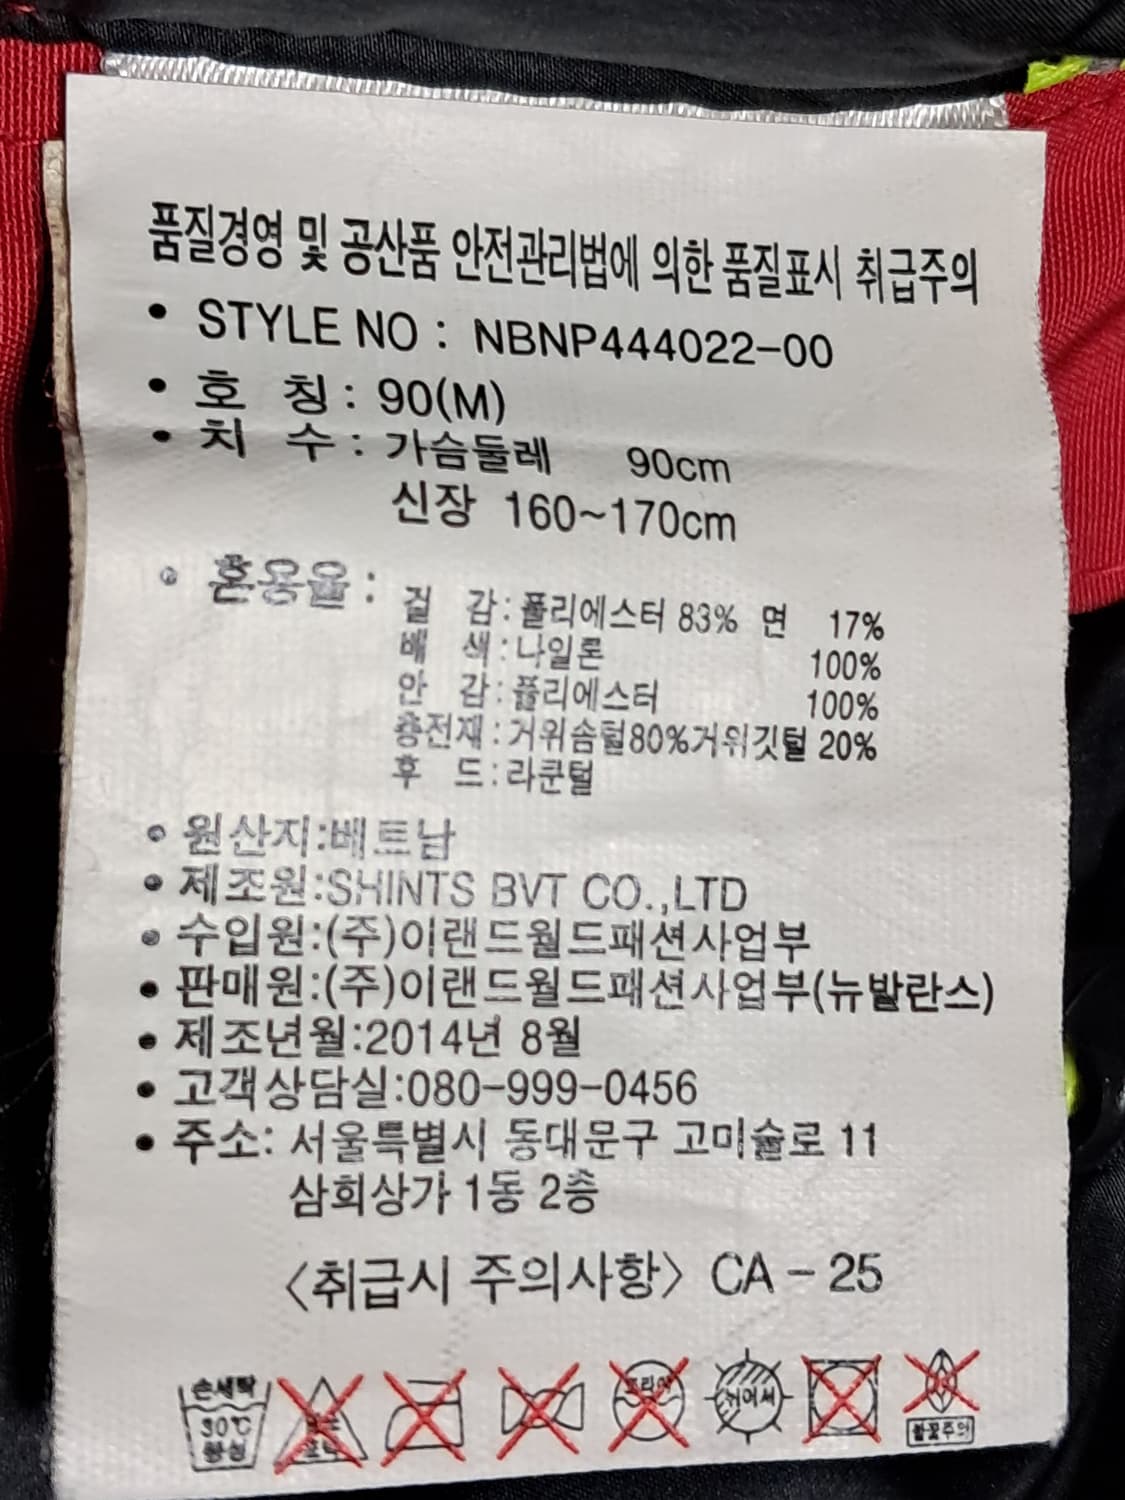 품질경영 및 공산품 안전관리법에 의한 품질표시 취급주의
• STYLE NO : NBNP444022-00
• 호 칭 : 90(M)
• 치 수 : 가슴둘레 90cm
신장 160~170cm
• 혼용율 :
겉 감 : 폴리에스터 83% 면 17%
배 색 : 나일론 100%
안 감 : 폴리에스터 100%
충전재 : 거위솜털80%거위깃털 20%
후 드 : 라쿤털
• 원산지:베트남
• 제조원:SHINTS BVT CO.,LTD
• 수입원:(주)이랜드월드패션사업부
• 판매원:(주)이랜드월드패션사업부(뉴발란스)
• 제조년월:2014년 8월
• 고객상담실:080-999-0456
• 주소: 서울특별시 동대문구 고미술로 11
삼희상가 1동 2층
<취급시 주의사항> CA - 25
손세탁 30℃ 중성
드라이
뉘어서
불꽃주의